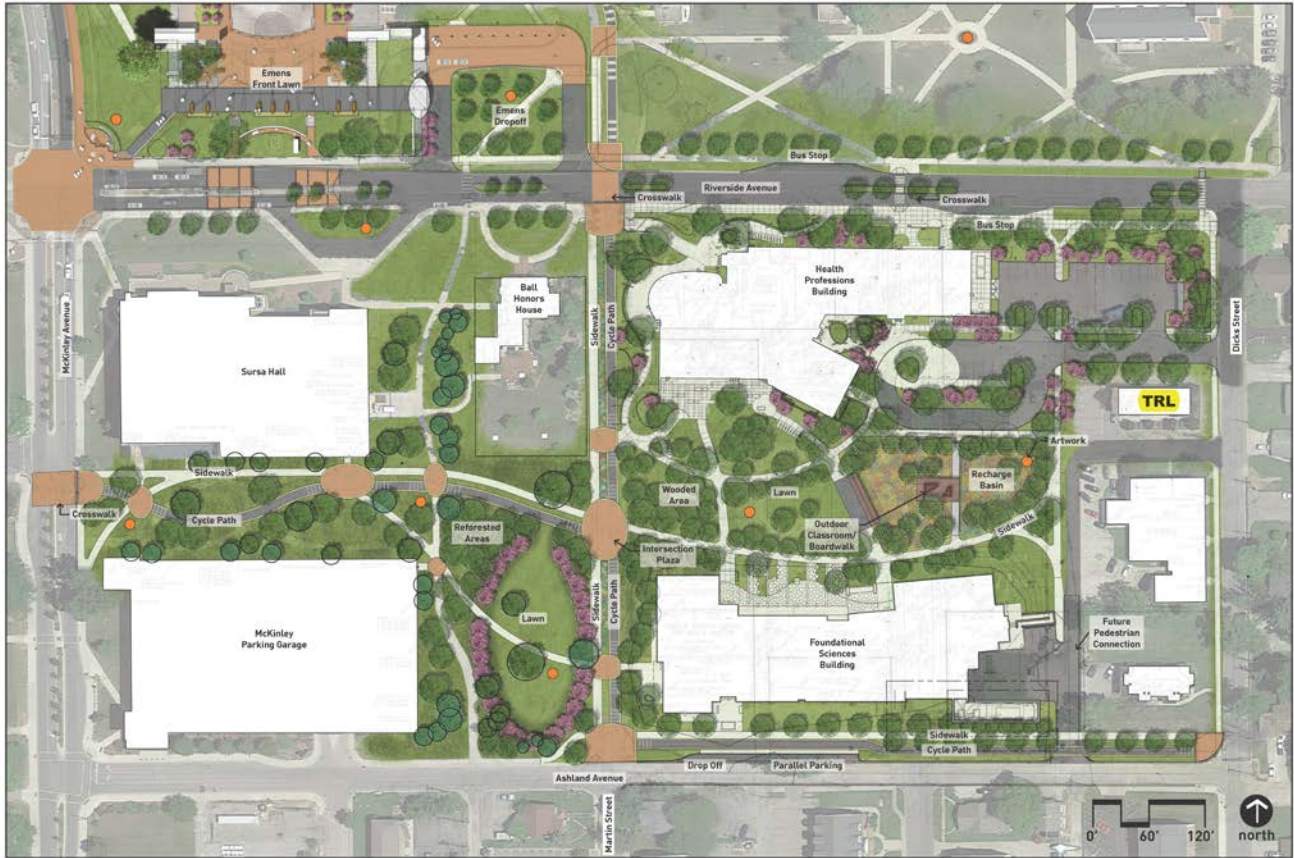 Emens
Front Lawn
Emens
Dropoff
Bus Stop
Riverside Avenue
Crosswalk
Crosswalk
Bus Stop
McKinley Avenue
Sursa Hall
Ball
Honors
House
Sidewalk
Cycle Path
Health
Professions
Building
Dicks Street
TRL
Artwork
Sidewalk
Crosswalk
Cycle Path
Reforested
Areas
Intersection
Plaza
Wooded
Area
Lawn
Outdoor
Classroom/
Boardwalk
Recharge
Basin
Sidewalk
McKinley
Parking Garage
Lawn
Sidewalk
Cycle Path
Foundational
Sciences
Building
Future
Pedestrian
Connection
Sidewalk
Cycle Path
Drop Off
Parallel Parking
Ashland Avenue
Martin Street
0' 60' 120'
north